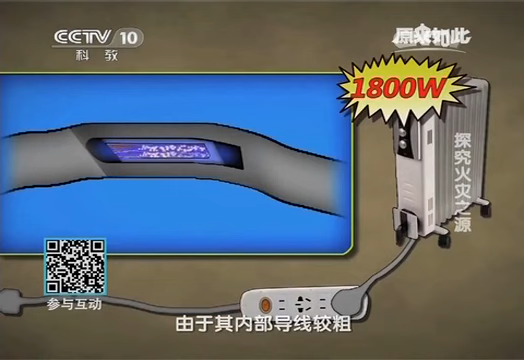 CCTV 10
科教
原来如此
1800W
探究火灾之源
参与互动
由于其内部导线较粗